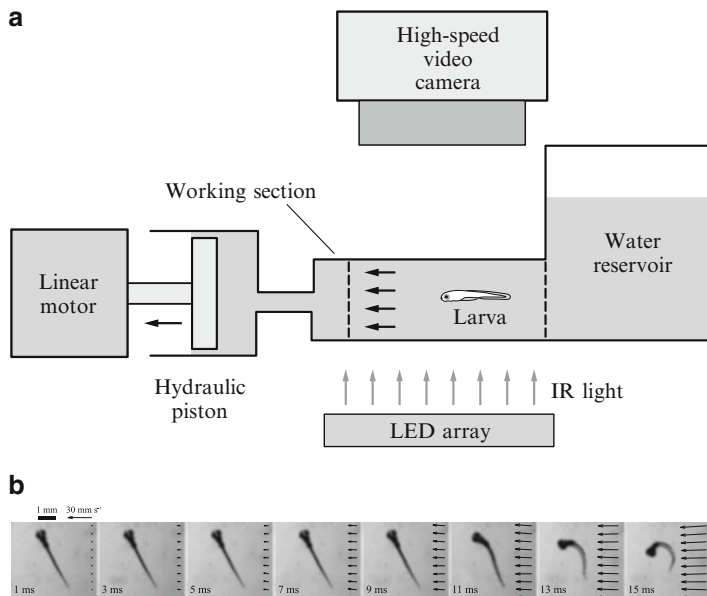 a
High-speed
video
camera
Working section
Linear
motor
Water
reservoir
Larva
Hydraulic
piston
IR light
LED array
b
1 mm 30 mm s⁻¹
1 ms 3 ms 5 ms 7 ms 9 ms 11 ms 13 ms 15 ms